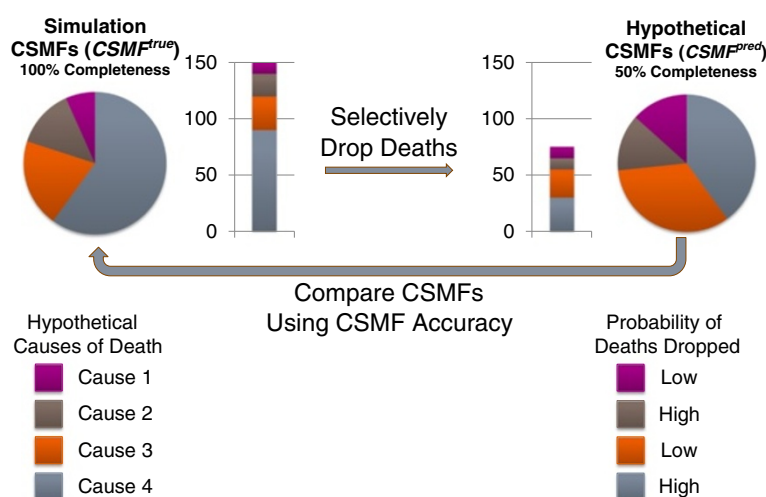 Simulation
CSMFs (CSMF^true)
100% Completeness
Hypothetical
CSMFs (CSMF^pred)
50% Completeness
150
100
50
0
Selectively
Drop Deaths
150
100
50
0
Compare CSMFs
Using CSMF Accuracy
Hypothetical
Causes of Death
Cause 1
Cause 2
Cause 3
Cause 4
Probability of
Deaths Dropped
Low
High
Low
High